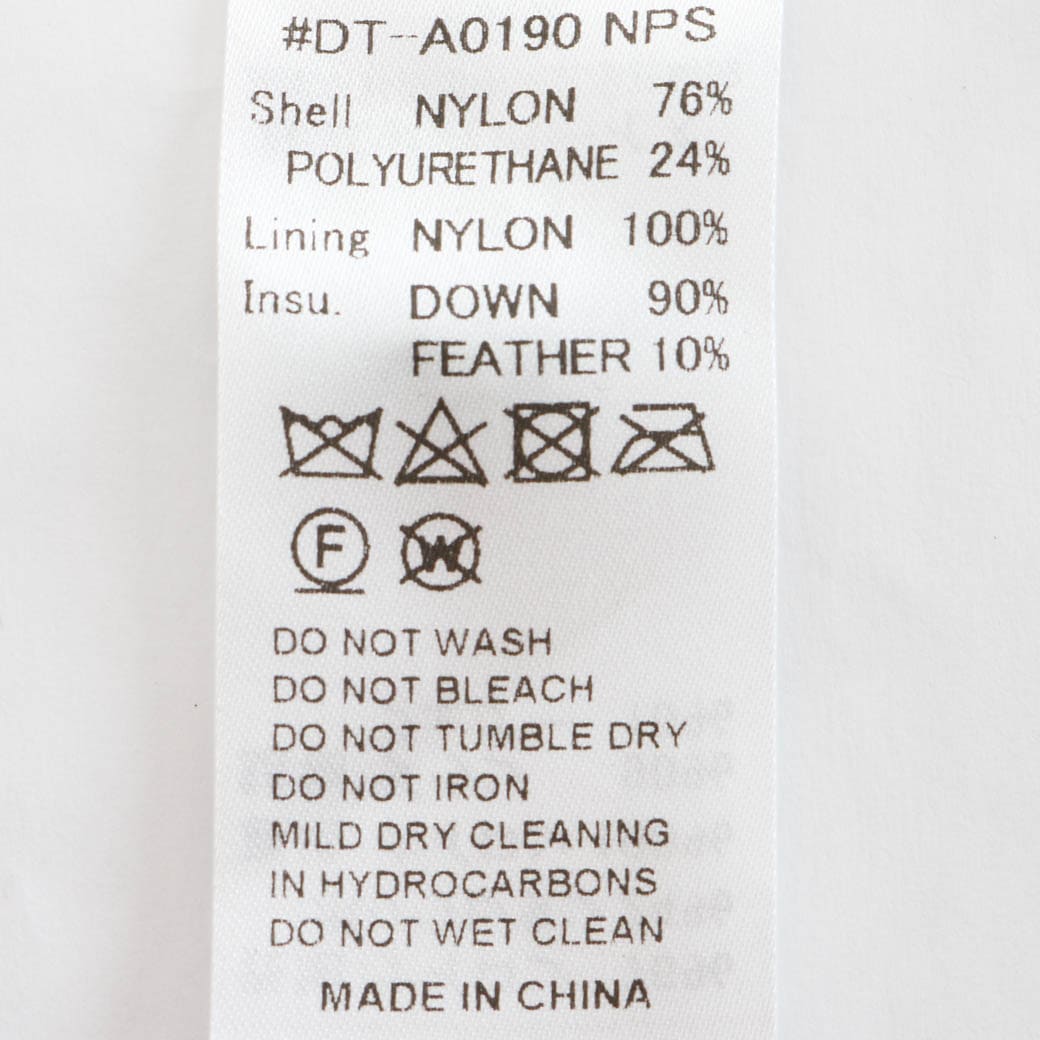 #DT-A0190 NPS
Shell NYLON 76%
POLYURETHANE 24%
Lining NYLON 100%
Insu. DOWN 90%
FEATHER 10%
F W
DO NOT WASH
DO NOT BLEACH
DO NOT TUMBLE DRY
DO NOT IRON
MILD DRY CLEANING
IN HYDROCARBONS
DO NOT WET CLEAN
MADE IN CHINA